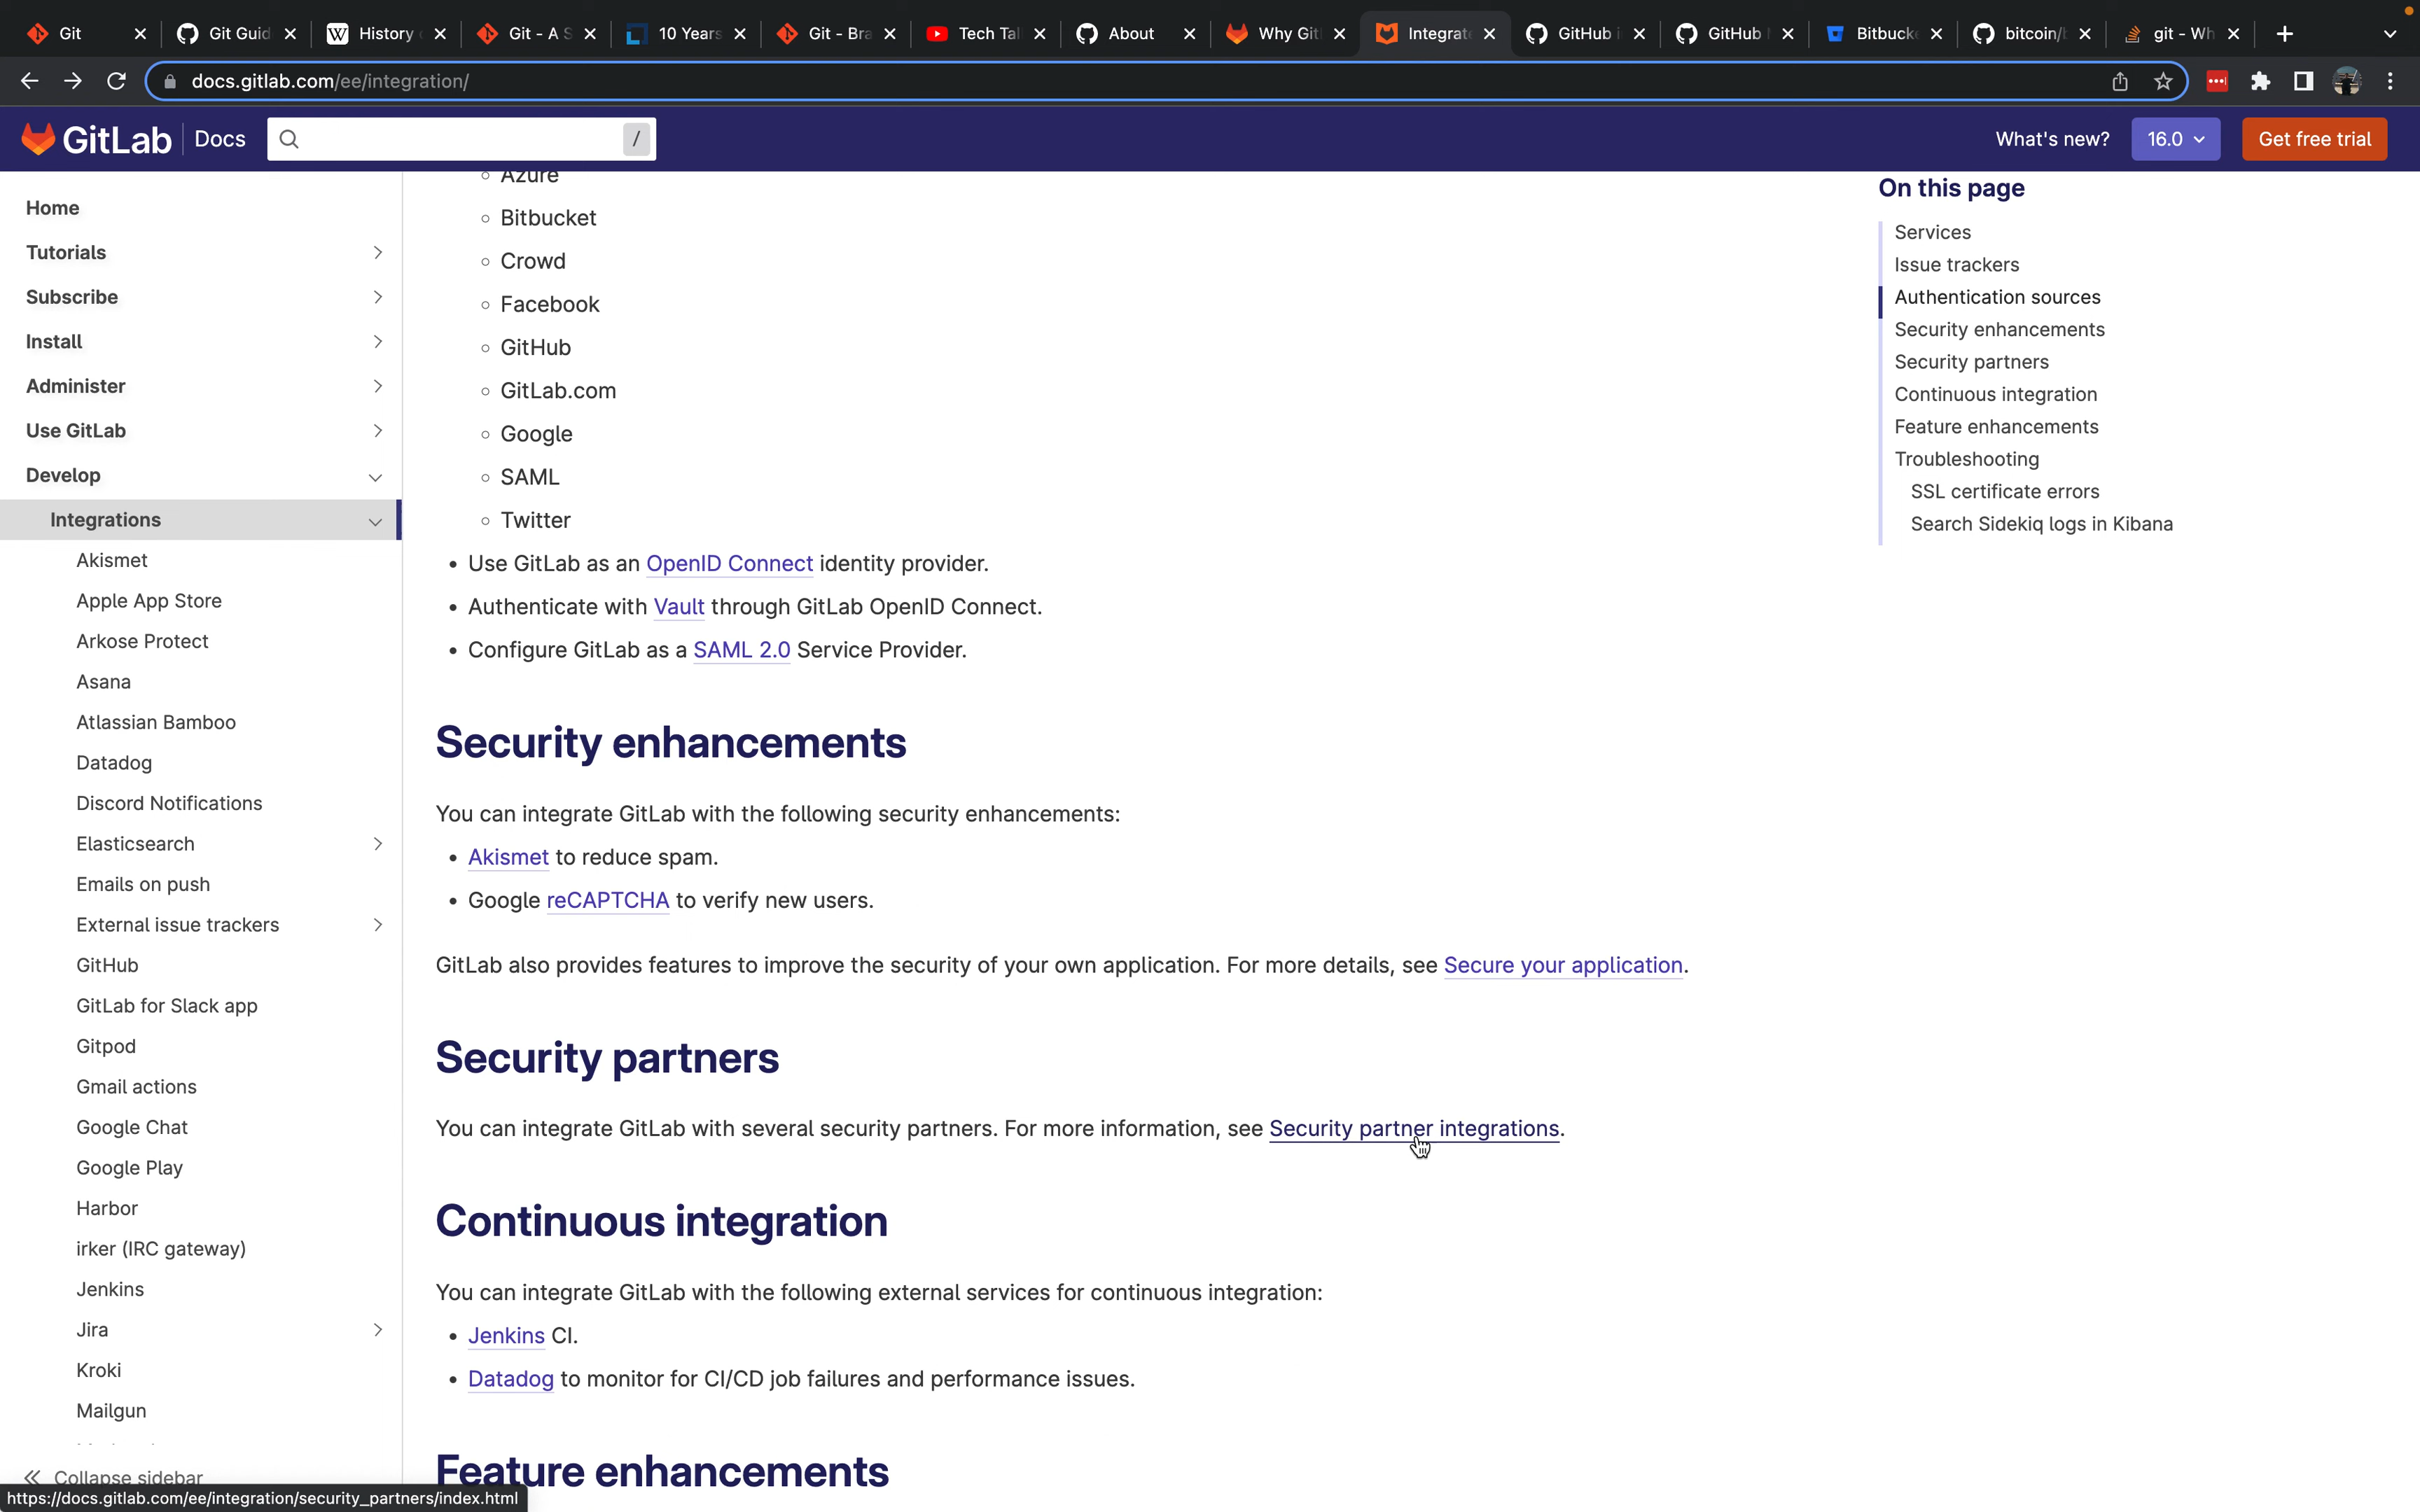 Git
Git Guid
History
Git - A S
10 Years
Git - Bra
Tech Tal
About
Why Git
Integrat
GitHub i
GitHub
Bitbuck
bitcoin/
git - Wh
docs.gitlab.com/ee/integration/
GitLab Docs
/
What's new?
16.0
Get free trial
Home
Tutorials
Subscribe
Install
Administer
Use GitLab
Develop
Integrations
Akismet
Apple App Store
Arkose Protect
Asana
Atlassian Bamboo
Datadog
Discord Notifications
Elasticsearch
Emails on push
External issue trackers
GitHub
GitLab for Slack app
Gitpod
Gmail actions
Google Chat
Google Play
Harbor
irker (IRC gateway)
Jenkins
Jira
Kroki
Mailgun
Collapse sidebar
https://docs.gitlab.com/ee/integration/security_partners/index.html
Azure
Bitbucket
Crowd
Facebook
GitHub
GitLab.com
Google
SAML
Twitter
Use GitLab as an OpenID Connect identity provider.
Authenticate with Vault through GitLab OpenID Connect.
Configure GitLab as a SAML 2.0 Service Provider.
Security enhancements
You can integrate GitLab with the following security enhancements:
Akismet to reduce spam.
Google reCAPTCHA to verify new users.
GitLab also provides features to improve the security of your own application. For more details, see Secure your application.
Security partners
You can integrate GitLab with several security partners. For more information, see Security partner integrations.
Continuous integration
You can integrate GitLab with the following external services for continuous integration:
Jenkins CI.
Datadog to monitor for CI/CD job failures and performance issues.
Feature enhancements
On this page
Services
Issue trackers
Authentication sources
Security enhancements
Security partners
Continuous integration
Feature enhancements
Troubleshooting
SSL certificate errors
Search Sidekiq logs in Kibana